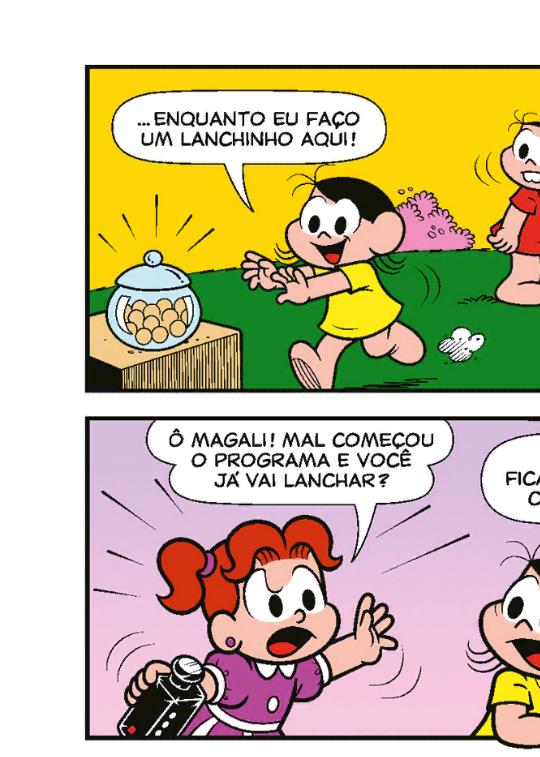 ...ENQUANTO EU FAÇO
UM LANCHINHO AQUI!
Ô MAGALI! MAL COMEÇOU
O PROGRAMA E VOCÊ
JÁ VAI LANCHAR?